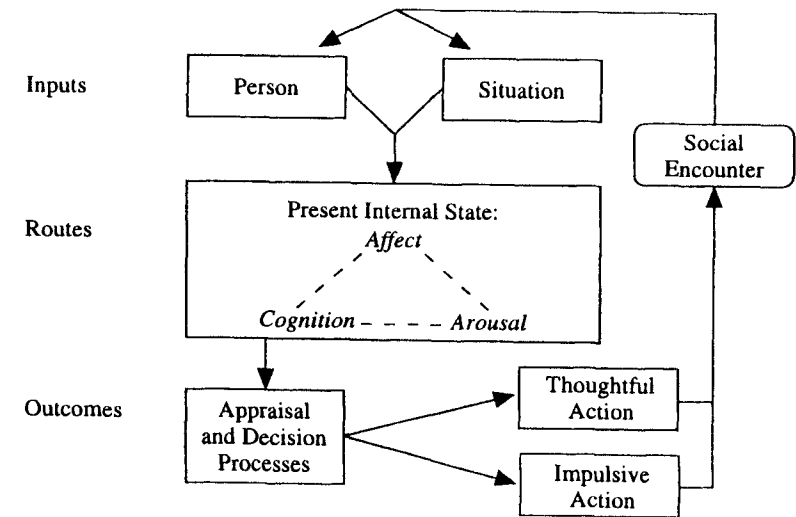 Inputs
Person
Situation
Social
Encounter
Routes
Present Internal State:
Affect
Cognition
Arousal
Outcomes
Appraisal
and Decision
Processes
Thoughtful
Action
Impulsive
Action